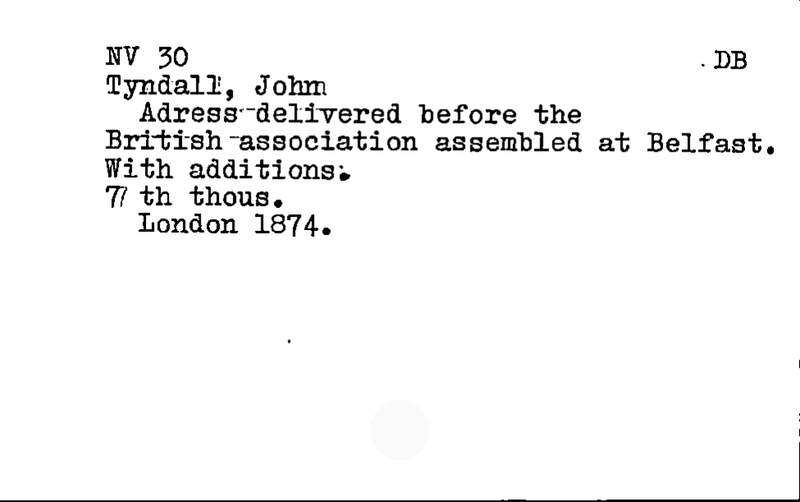 NV 30 DB
Tyndall, John
Adress delivered before the
British association assembled at Belfast.
With additions.
7 th thous.
London 1874.